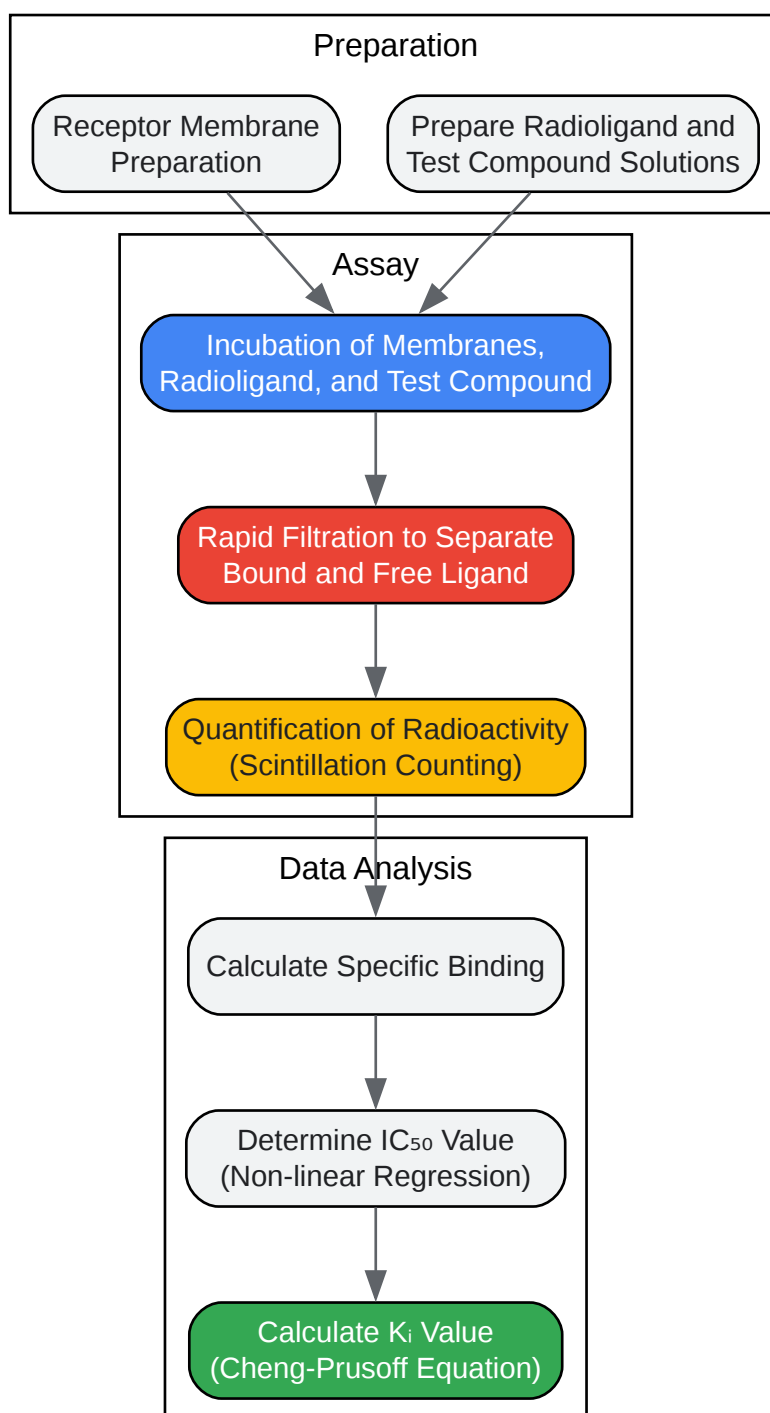 Preparation
Receptor Membrane
Preparation
Prepare Radioligand and
Test Compound Solutions
Assay
Incubation of Membranes,
Radioligand, and Test Compound
Rapid Filtration to Separate
Bound and Free Ligand
Quantification of Radioactivity
(Scintillation Counting)
Data Analysis
Calculate Specific Binding
Determine IC₅₀ Value
(Non-linear Regression)
Calculate Kᵢ Value
(Cheng-Prusoff Equation)